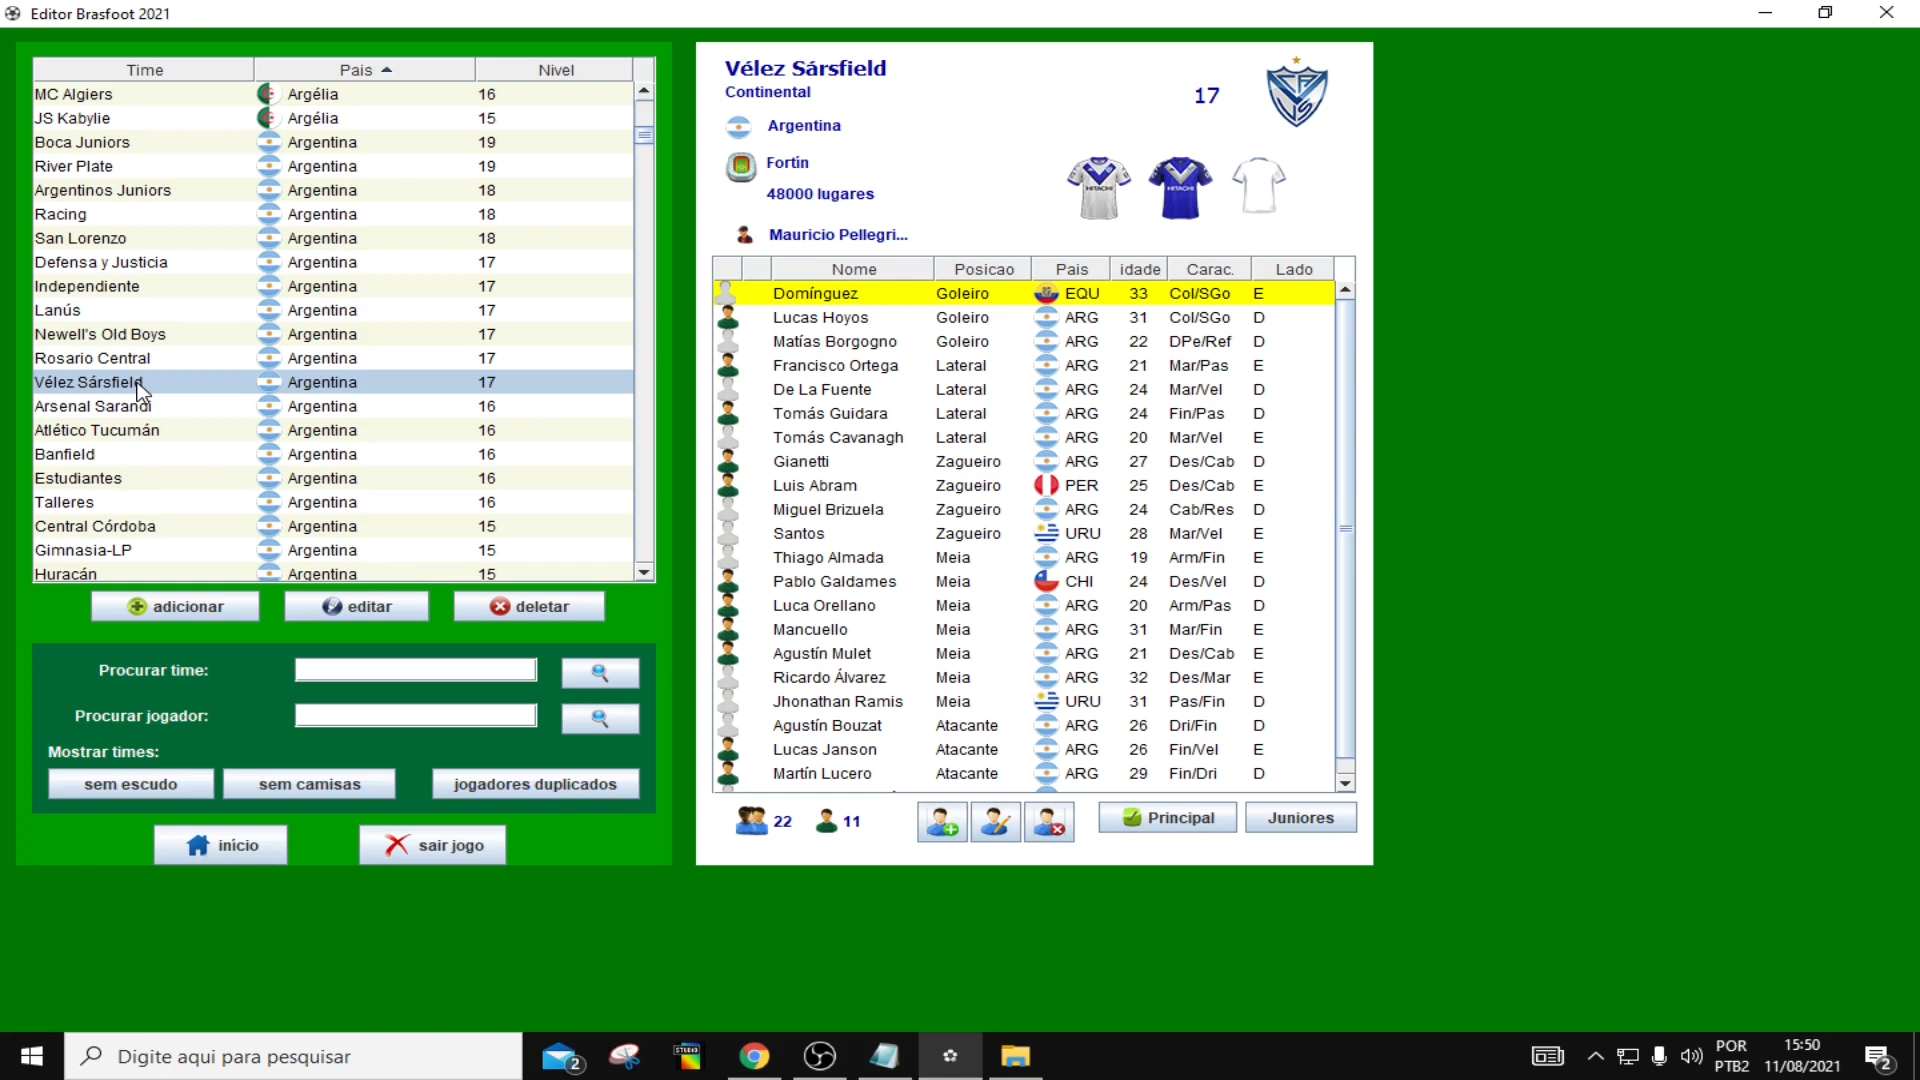 Editor Brasfoot 2021
Time Pais Nivel
MC Algiers Argélia 16
JS Kabylie Argélia 15
Boca Juniors Argentina 19
River Plate Argentina 19
Argentinos Juniors Argentina 18
Racing Argentina 18
San Lorenzo Argentina 18
Defensa y Justicia Argentina 17
Independiente Argentina 17
Lanús Argentina 17
Newell's Old Boys Argentina 17
Rosario Central Argentina 17
Vélez Sársfield Argentina 17
Arsenal Sarandí Argentina 16
Atlético Tucumán Argentina 16
Banfield Argentina 16
Estudiantes Argentina 16
Talleres Argentina 16
Central Córdoba Argentina 15
Gimnasia-LP Argentina 15
Huracán Argentina 15
adicionar editar deletar
Procurar time:
Procurar jogador:
Mostrar times:
sem escudo sem camisas jogadores duplicados
início sair jogo
Vélez Sársfield
Continental
17
Argentina
Fortín
48000 lugares
HITACHI HITACHI
Mauricio Pellegri...
Nome Posicao Pais idade Carac. Lado
Domínguez Goleiro EQU 33 Col/SGo E
Lucas Hoyos Goleiro ARG 31 Col/SGo D
Matías Borgogno Goleiro ARG 22 DPe/Ref D
Francisco Ortega Lateral ARG 21 Mar/Pas E
De La Fuente Lateral ARG 24 Mar/Vel D
Tomás Guidara Lateral ARG 24 Fin/Pas D
Tomás Cavanagh Lateral ARG 20 Mar/Vel E
Gianetti Zagueiro ARG 27 Des/Cab D
Luis Abram Zagueiro PER 25 Des/Cab E
Miguel Brizuela Zagueiro ARG 24 Cab/Res D
Santos Zagueiro URU 28 Mar/Vel E
Thiago Almada Meia ARG 19 Arm/Fin E
Pablo Galdames Meia CHI 24 Des/Vel D
Luca Orellano Meia ARG 20 Arm/Pas D
Mancuello Meia ARG 31 Mar/Fin E
Agustín Mulet Meia ARG 21 Des/Cab E
Ricardo Álvarez Meia ARG 32 Des/Mar E
Jhonathan Ramis Meia URU 31 Pas/Fin D
Agustín Bouzat Atacante ARG 26 Dri/Fin D
Lucas Janson Atacante ARG 26 Fin/Vel E
Martín Lucero Atacante ARG 29 Fin/Dri D
22 11 Principal Juniores
Digite aqui para pesquisar
2
STUDIO
POR
PTB2
15:50
11/08/2021
2